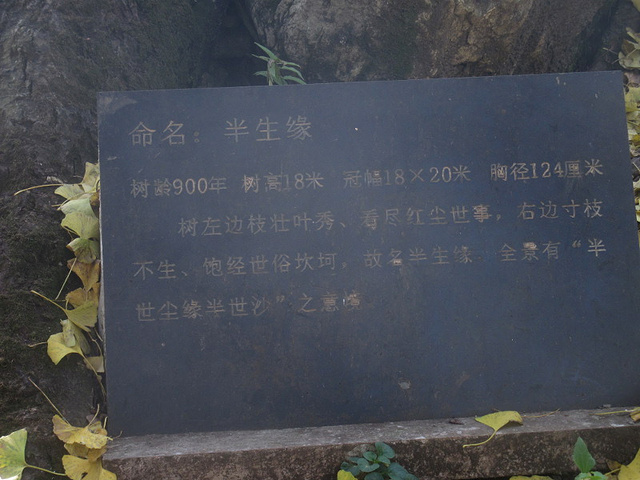 命名：半生缘
树龄900年 树高18米 冠幅18×20米 胸径124厘米
树左边枝壮叶秀、看尽红尘世事，右边寸枝
不生、饱经世俗坎坷，故名半生缘。全景有“半
世尘缘半世沙”之意境